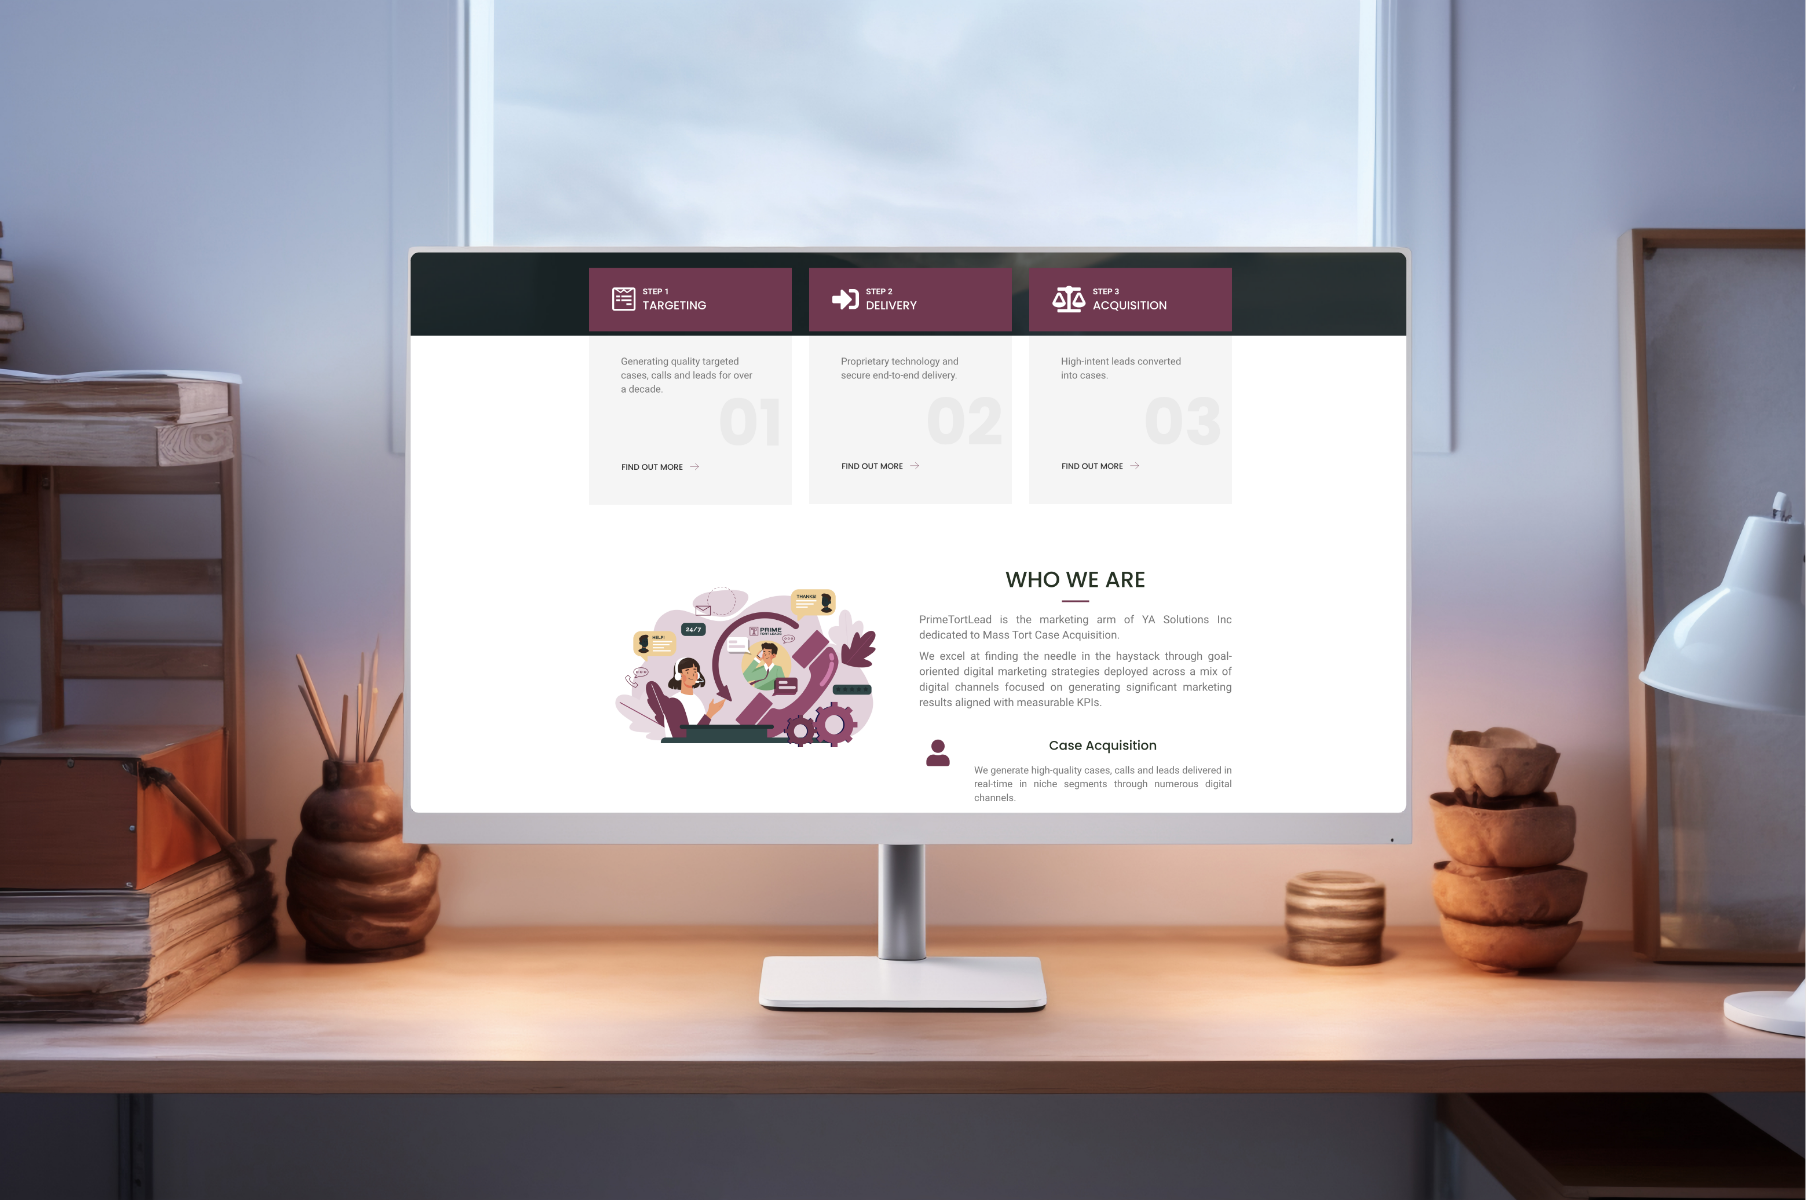 STEP 1
TARGETING
STEP 2
DELIVERY
STEP 3
ACQUISITION
Generating quality targeted
cases, calls and leads for over
a decade.
01
FIND OUT MORE
Proprietary technology and
secure end-to-end delivery.
02
FIND OUT MORE
High-intent leads converted
into cases.
03
FIND OUT MORE
THANKS!
24/7
HELP!
PRIME
TORT LEADS
WHO WE ARE
PrimeTortLead is the marketing arm of YA Solutions Inc
dedicated to Mass Tort Case Acquisition.
We excel at finding the needle in the haystack through goal-
oriented digital marketing strategies deployed across a mix of
digital channels focused on generating significant marketing
results aligned with measurable KPIs.
Case Acquisition
We generate high-quality cases, calls and leads delivered in
real-time in niche segments through numerous digital
channels.